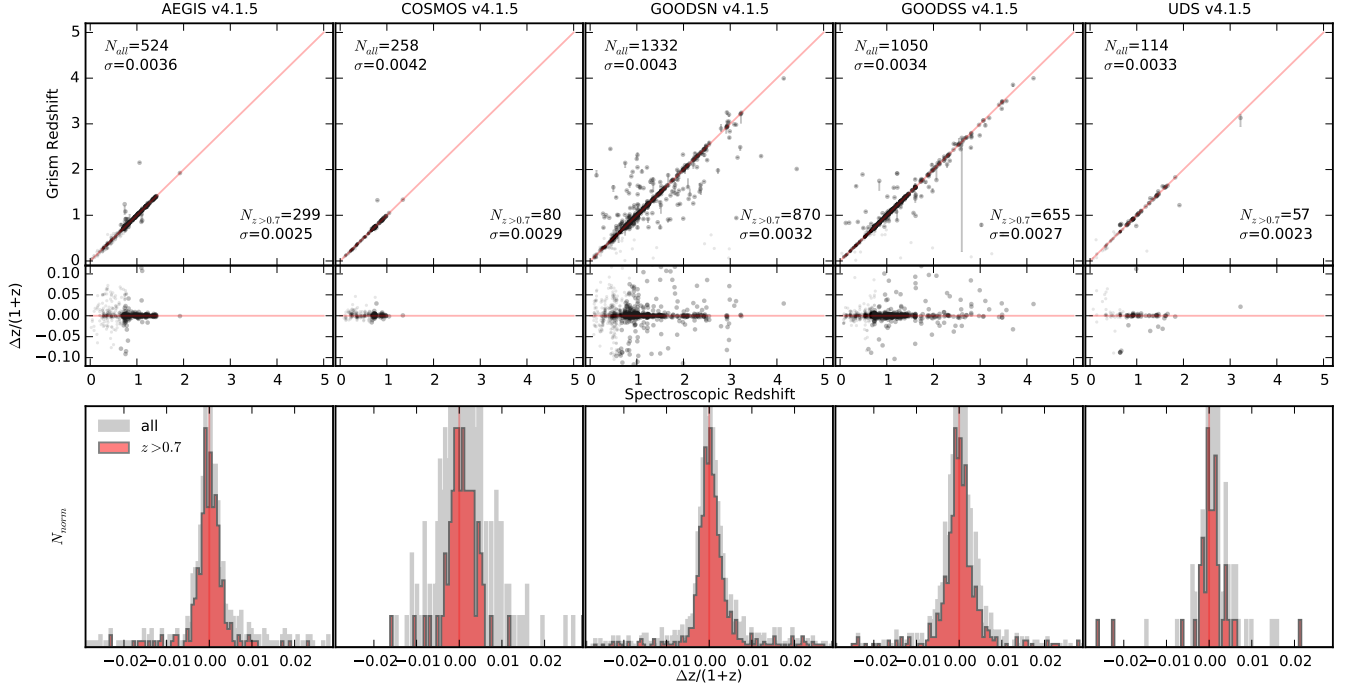 AEGIS v4.1.5
COSMOS v4.1.5
GOODSN v4.1.5
GOODSS v4.1.5
UDS v4.1.5
Grism Redshift
5
4
3
2
1
0
N_all=524
σ=0.0036
N_z>0.7=299
σ=0.0025
N_all=258
σ=0.0042
N_z>0.7=80
σ=0.0029
N_all=1332
σ=0.0043
N_z>0.7=870
σ=0.0032
N_all=1050
σ=0.0034
N_z>0.7=655
σ=0.0027
N_all=114
σ=0.0033
N_z>0.7=57
σ=0.0023
Δz/(1+z)
0.10
0.05
0.00
−0.05
−0.10
0 1 2 3 4 5
0 1 2 3 4 5
0 1 2 3 4 5
0 1 2 3 4 5
0 1 2 3 4 5
Spectroscopic Redshift
all
z>0.7
N_norm
−0.02 −0.01 0.00 0.01 0.02
−0.02 −0.01 0.00 0.01 0.02
−0.02 −0.01 0.00 0.01 0.02
−0.02 −0.01 0.00 0.01 0.02
−0.02 −0.01 0.00 0.01 0.02
Δz/(1+z)